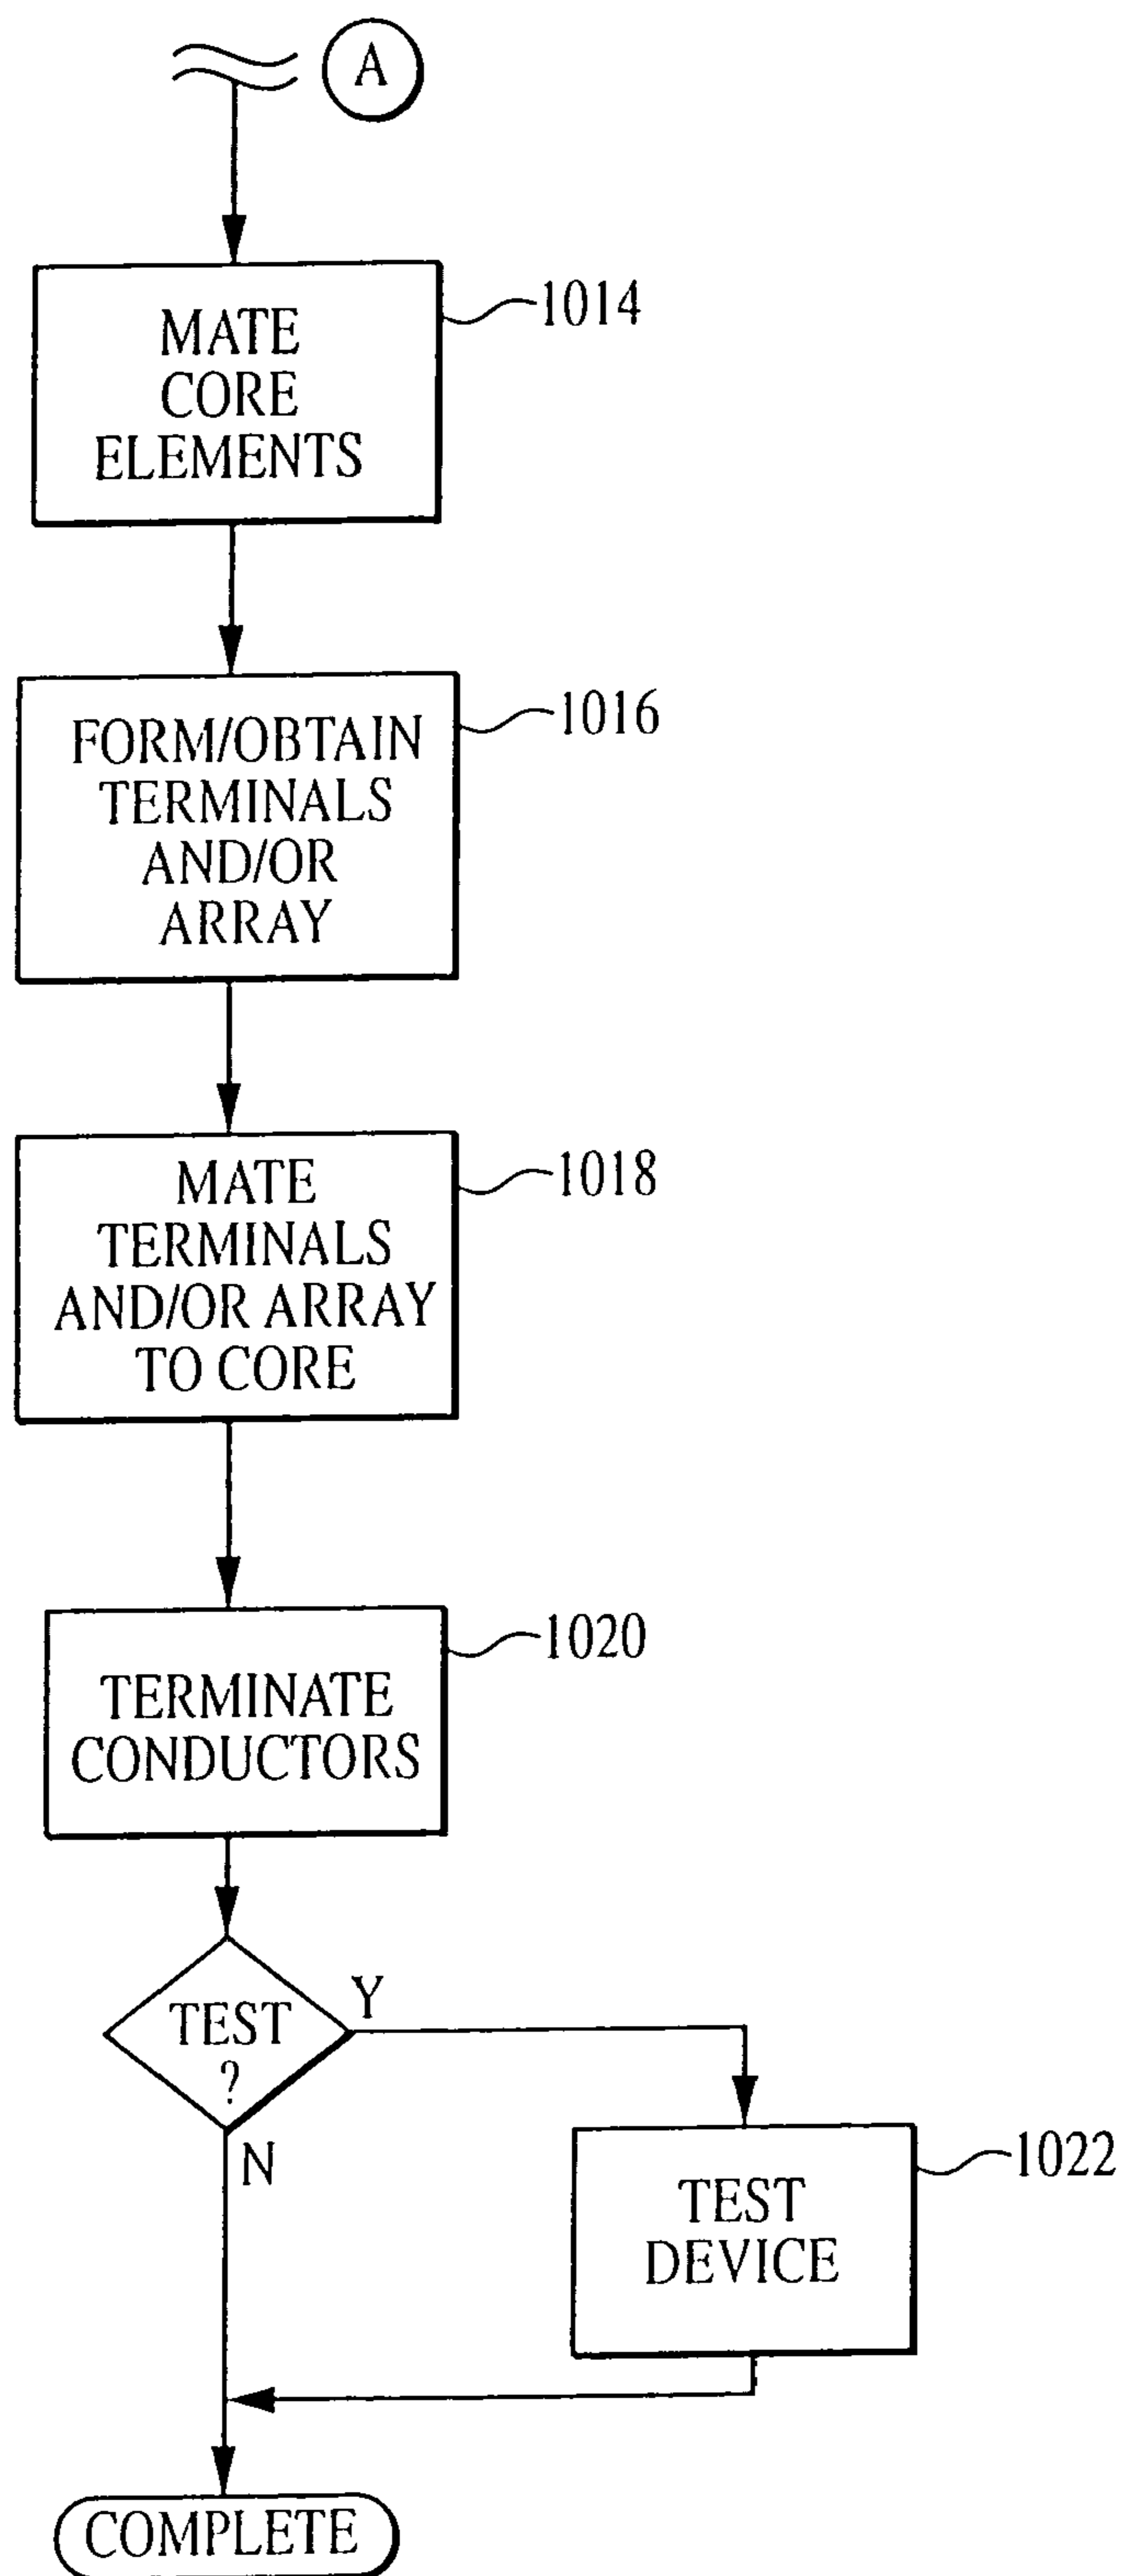 A
MATE
CORE
ELEMENTS
1014
FORM/OBTAIN
TERMINALS
AND/OR
ARRAY
1016
MATE
TERMINALS
AND/OR ARRAY
TO CORE
1018
TERMINATE
CONDUCTORS
1020
TEST
?
Y
N
TEST
DEVICE
1022
COMPLETE